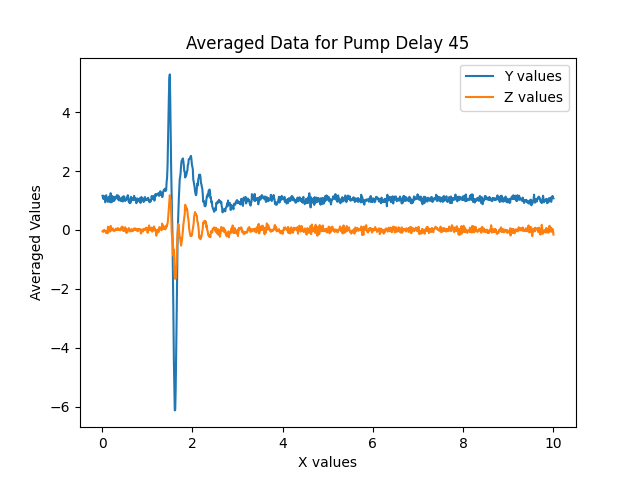 Averaged Data for Pump Delay 45
Y values
Z values
Averaged Values
4
2
0
−2
−4
−6
0
2
4
6
8
10
X values